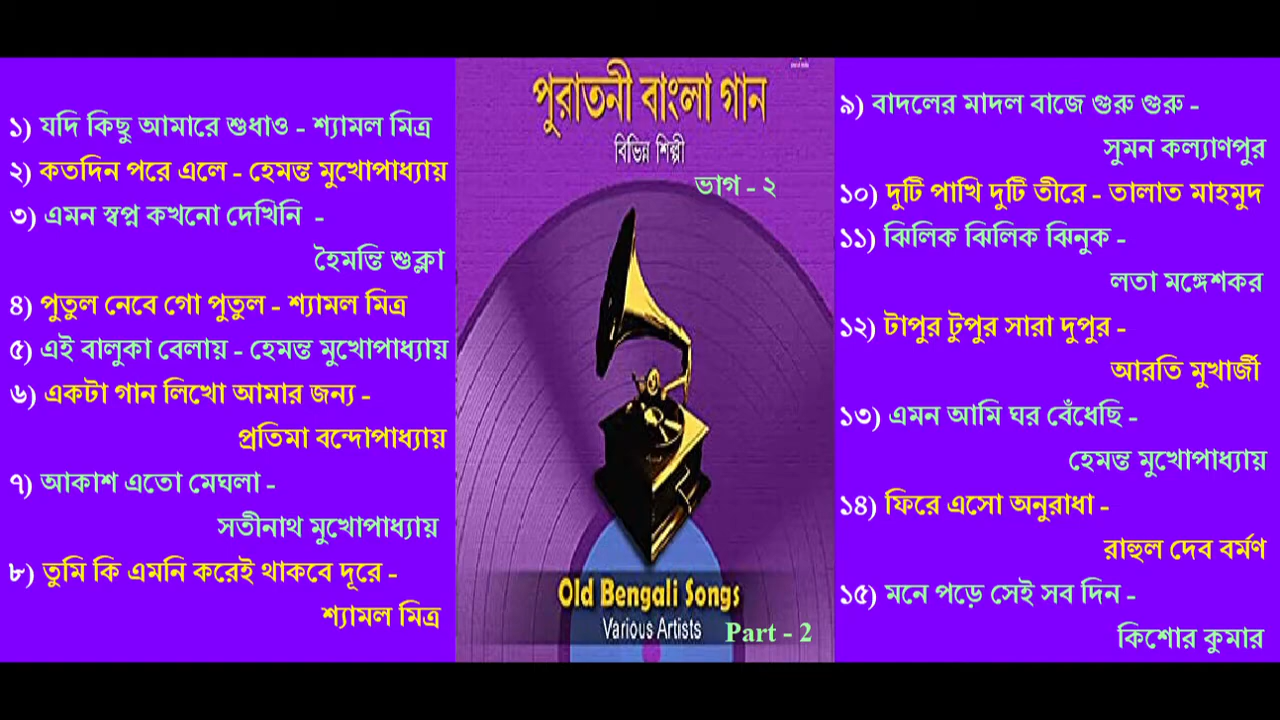 ১) যদি কিছু আমারে শুধাও - শ্যামল মিত্র
২) কতদিন পরে এলে - হেমন্ত মুখোপাধ্যায়
৩) এমন স্বপ্ন কখনো দেখিনি -
হৈমন্তি শুক্লা
৪) পুতুল নেবে গো পুতুল - শ্যামল মিত্র
৫) এই বালুকা বেলায় - হেমন্ত মুখোপাধ্যায়
৬) একটা গান লিখো আমার জন্য -
প্রতিমা বন্দোপাধ্যায়
৭) আকাশ এতো মেঘলা -
সতীনাথ মুখোপাধ্যায়
৮) তুমি কি এমনি করেই থাকবে দূরে -
শ্যামল মিত্র
পুরাতনী বাংলা গান
বিভিন্ন শিল্পী
ভাগ - ২
Old Bengali Songs
Various Artists
Part - 2
৯) বাদলের মাদল বাজে গুরু গুরু -
সুমন কল্যাণপুর
১০) দুটি পাখি দুটি তীরে - তালাত মাহমুদ
১১) ঝিলিক ঝিলিক ঝিনুক -
লতা মঙ্গেশকর
১২) টাপুর টুপুর সারা দুপুর -
আরতি মুখার্জী
১৩) এমন আমি ঘর বেঁধেছি -
হেমন্ত মুখোপাধ্যায়
১৪) ফিরে এসো অনুরাধা -
রাহুল দেব বর্মণ
১৫) মনে পড়ে সেই সব দিন -
কিশোর কুমার